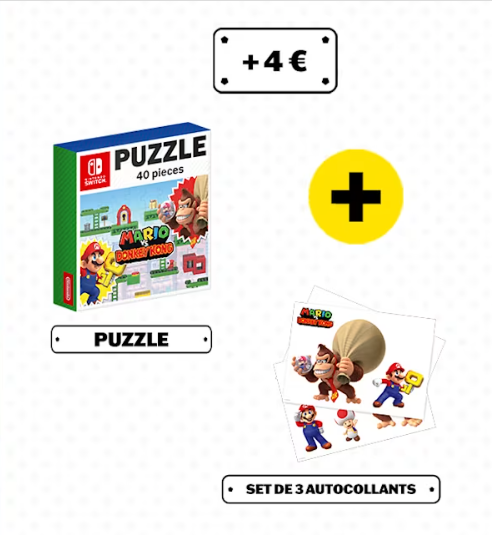 +4 €
PUZZLE
40 pieces
NINTENDO
SWITCH
MARIO
VS
DONKEY KONG
Nintendo
PUZZLE
MARIO
VS
DONKEY KONG
SET DE 3 AUTOCOLLANTS